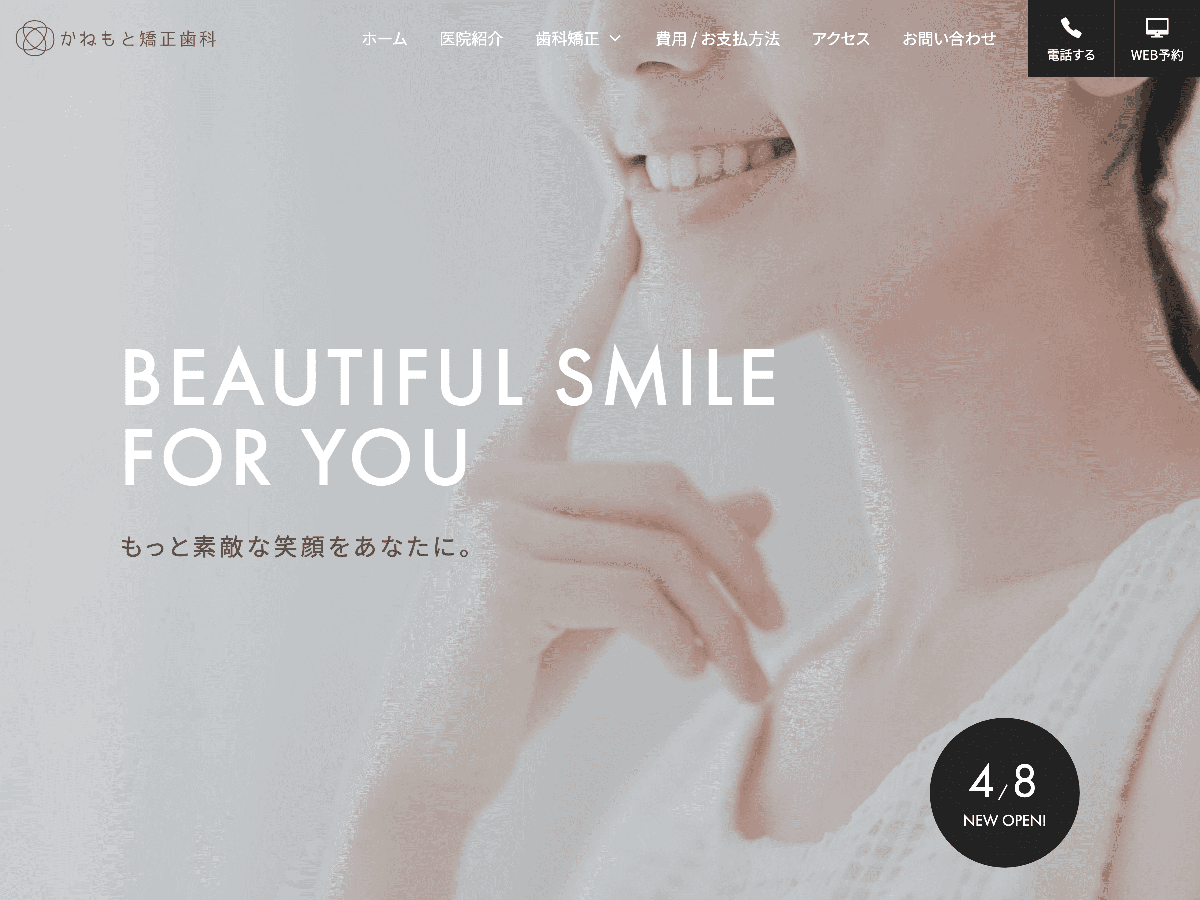 かねもと矯正歯科
ホーム
医院紹介
歯科矯正
費用 / お支払方法
アクセス
お問い合わせ
電話する
WEB予約
BEAUTIFUL SMILE
FOR YOU
もっと素敵な笑顔をあなたに。
4/8
NEW OPEN!